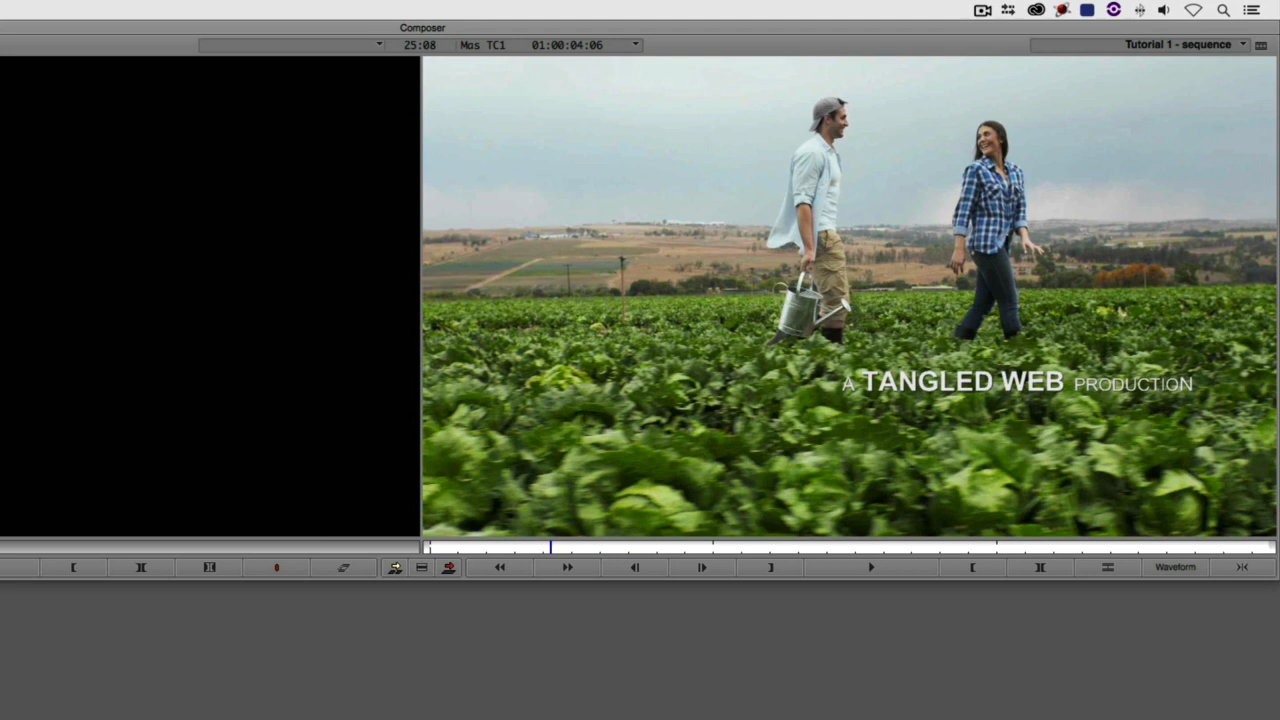 Composer
25:08 Mas TC1 01:00:04:06 Tutorial 1 - sequence
A TANGLED WEB PRODUCTION
Waveform